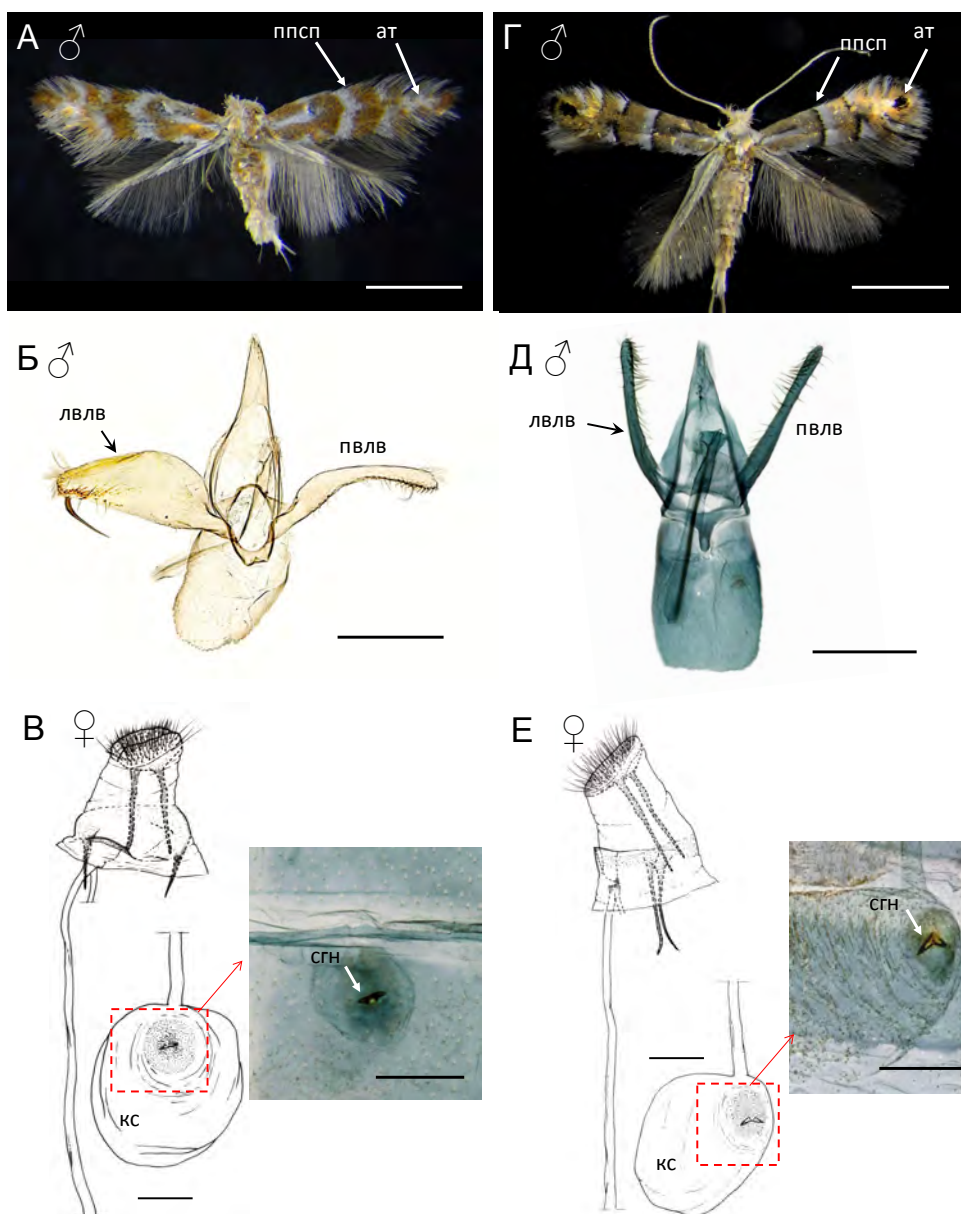 А ♂
ппсп
ат
Г ♂
ппсп
ат
Б ♂
лвлв
пвлв
Д ♂
лвлв
пвлв
В ♀
сгн
кс
Е ♀
сгн
кс